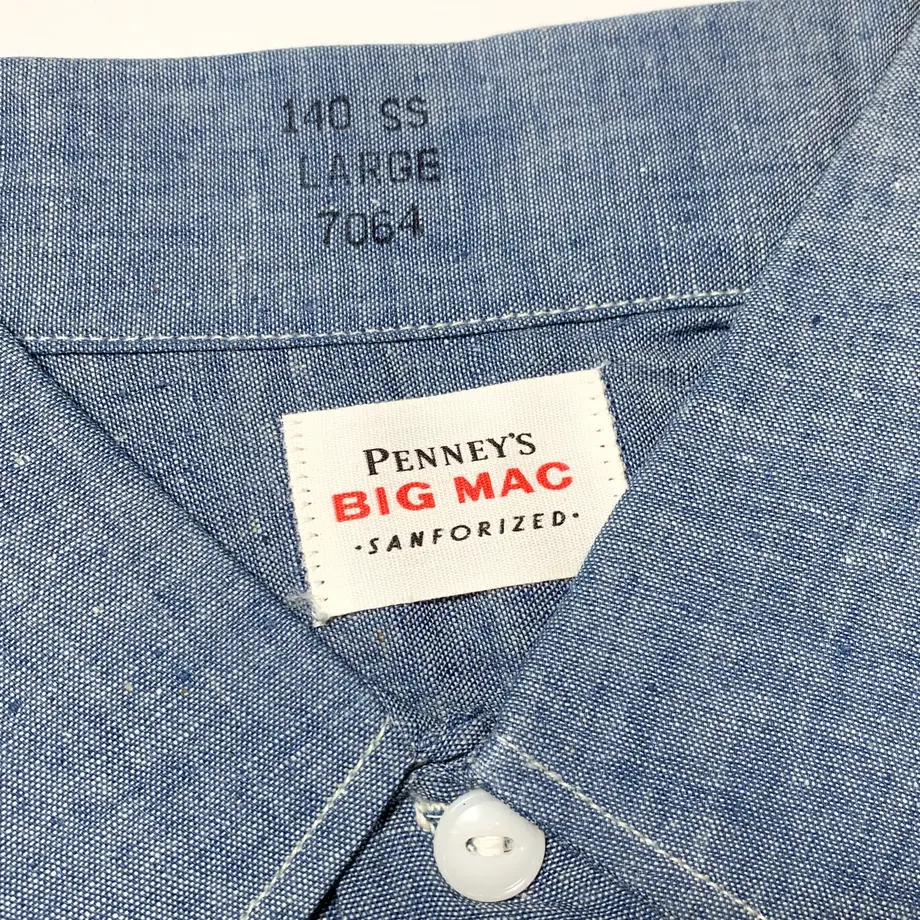 140 SS
LARGE
7064
PENNEY'S
BIG MAC
·SANFORIZED·